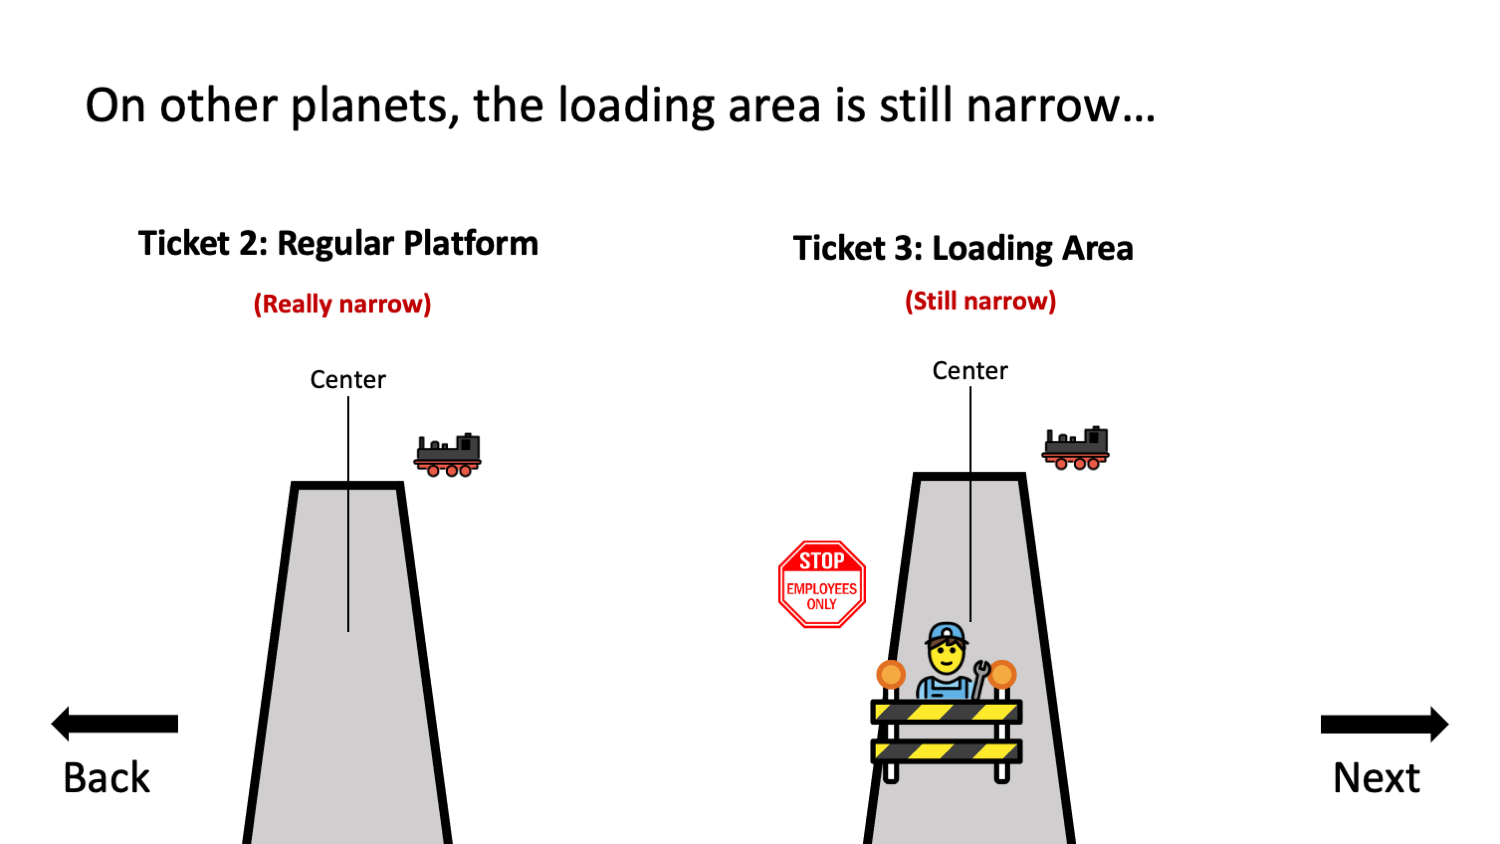 On other planets, the loading area is still narrow...
Ticket 2: Regular Platform
(Really narrow)
Center
Ticket 3: Loading Area
(Still narrow)
Center
STOP
EMPLOYEES
ONLY
Back
Next